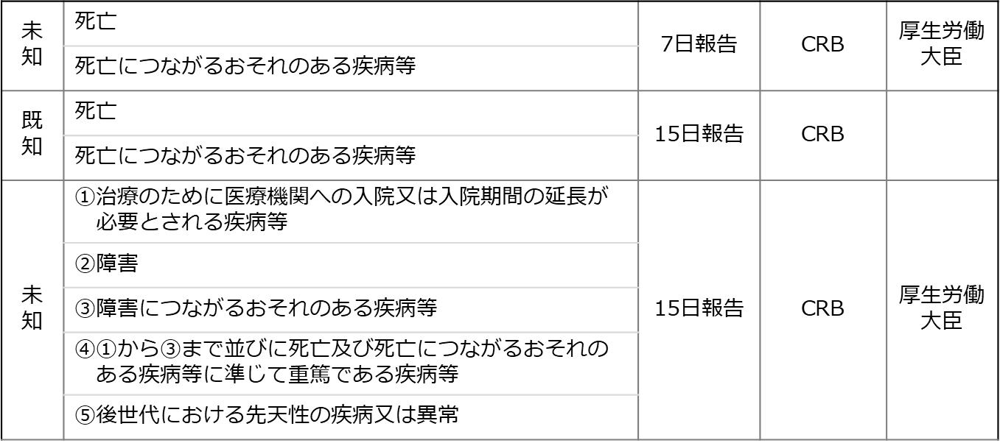 未
知
死亡
死亡につながるおそれのある疾病等
7日報告
CRB
厚生労働
大臣
既
知
死亡
死亡につながるおそれのある疾病等
15日報告
CRB
未
知
①治療のために医療機関への入院又は入院期間の延長が
必要とされる疾病等
②障害
③障害につながるおそれのある疾病等
④①から③まで並びに死亡及び死亡につながるおそれの
ある疾病等に準じて重篤である疾病等
⑤後世代における先天性の疾病又は異常
15日報告
CRB
厚生労働
大臣